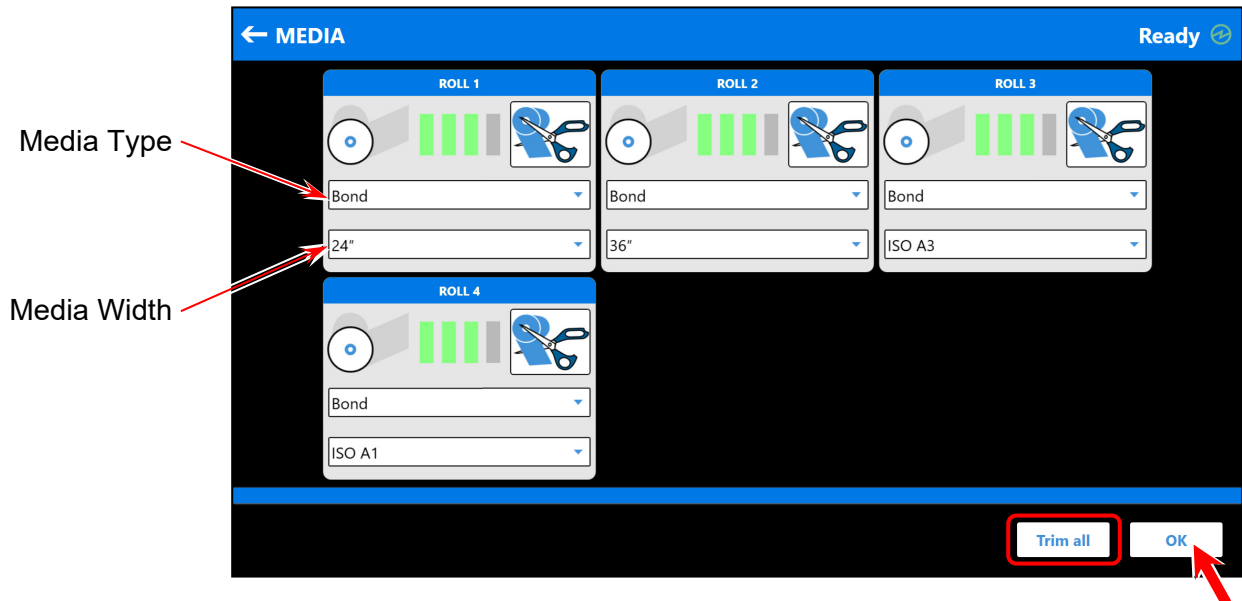 ← MEDIA
Ready
ROLL 1
ROLL 2
ROLL 3
Media Type
Bond
Bond
Bond
24"
36"
ISO A3
Media Width
ROLL 4
Bond
ISO A1
Trim all
OK